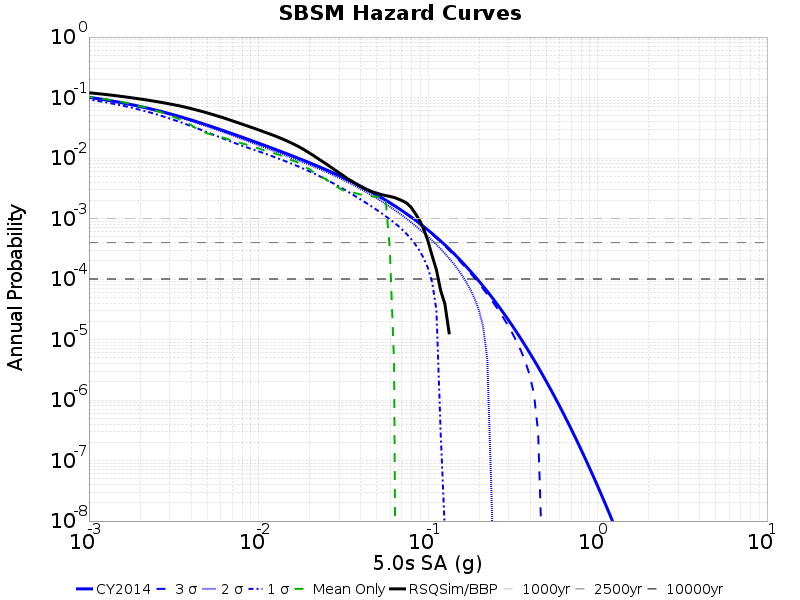 SBSM Hazard Curves
10^0
10^-1
10^-2
10^-3
10^-4
10^-5
10^-6
10^-7
10^-8
Annual Probability
10^-3 10^-2 10^-1 10^0 10^1
5.0s SA (g)
CY2014 3 σ 2 σ 1 σ Mean Only RSQSim/BBP 1000yr 2500yr 10000yr